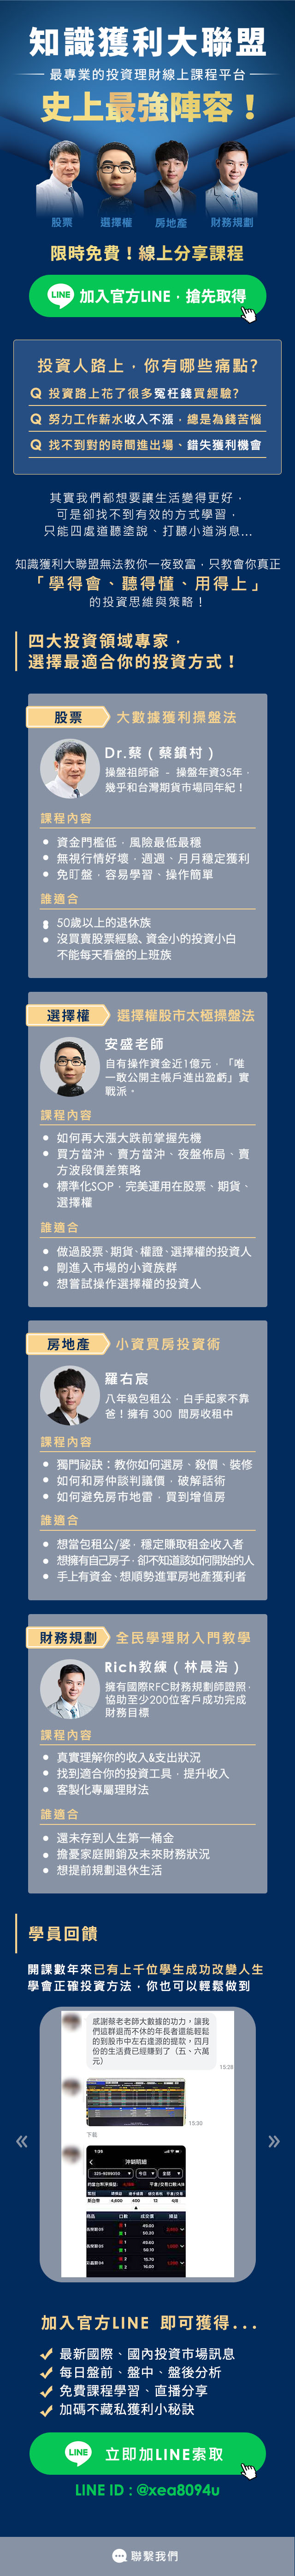 知識獲利大聯盟
最專業的投資理財線上課程平台
史上最強陣容！
股票 選擇權 房地產 財務規劃
限時免費！線上分享課程
LINE 加入官方LINE，搶先取得
投資人路上，你有哪些痛點?
Q 投資路上花了很多冤枉錢買經驗?
Q 努力工作薪水收入不漲，總是為錢苦惱
Q 找不到對的時間進出場、錯失獲利機會
其實我們都想要讓生活變得更好，
可是卻找不到有效的方式學習，
只能四處道聽塗說、打聽小道消息...
知識獲利大聯盟無法教你一夜致富，只教會你真正
「學得會、聽得懂、用得上」
的投資思維與策略！
四大投資領域專家，
選擇最適合你的投資方式！
股票 大數據獲利操盤法
Dr.蔡（蔡鎮村）
操盤祖師爺 - 操盤年資35年，
幾乎和台灣期貨市場同年紀！
課程內容
資金門檻低，風險最低最穩
無視行情好壞，週週、月月穩定獲利
免盯盤，容易學習、操作簡單
誰適合
50歲以上的退休族
沒買賣股票經驗、資金小的投資小白
不能每天看盤的上班族
選擇權 選擇權股市太極操盤法
安盛老師
自有操作資金近1億元，「唯
一敢公開主帳戶進出盈虧」實
戰派。
課程內容
如何再大漲大跌前掌握先機
買方當沖、賣方當沖、夜盤佈局、賣
方波段價差策略
標準化SOP，完美運用在股票、期貨、
選擇權
誰適合
做過股票、期貨、權證、選擇權的投資人
剛進入市場的小資族群
想嘗試操作選擇權的投資人
房地產 小資買房投資術
羅右宸
八年級包租公，白手起家不靠
爸！擁有 300 間房收租中
課程內容
獨門祕訣：教你如何選房、殺價、裝修
如何和房仲談判議價，破解話術
如何避免房市地雷，買到增值房
誰適合
想當包租公/婆，穩定賺取租金收入者
想擁有自己房子，卻不知道該如何開始的人
手上有資金、想順勢進軍房地產獲利者
財務規劃 全民學理財入門教學
Rich教練（林晨浩）
擁有國際RFC財務規劃師證照，
協助至少200位客戶成功完成
財務目標
課程內容
真實理解你的收入&支出狀況
找到適合你的投資工具，提升收入
客製化專屬理財法
誰適合
還未存到人生第一桶金
擔憂家庭開銷及未來財務狀況
想提前規劃退休生活
學員回饋
開課數年來已有上千位學生成功改變人生
學會正確投資方法，你也可以輕鬆做到
感謝蔡老老師大數據的功力，讓我
們這群退而不休的年長者還能輕鬆
的到股市中左右逢源的提款，四月
份的生活費已經賺到了（五、六萬
元）
15:28
15:30
下載
沖銷明細
加入官方LINE 即可獲得...
最新國際、國內投資市場訊息
每日盤前、盤中、盤後分析
免費課程學習、直播分享
加碼不藏私獲利小秘訣
LINE 立即加LINE索取
LINE ID : @xea8094u
聯繫我們